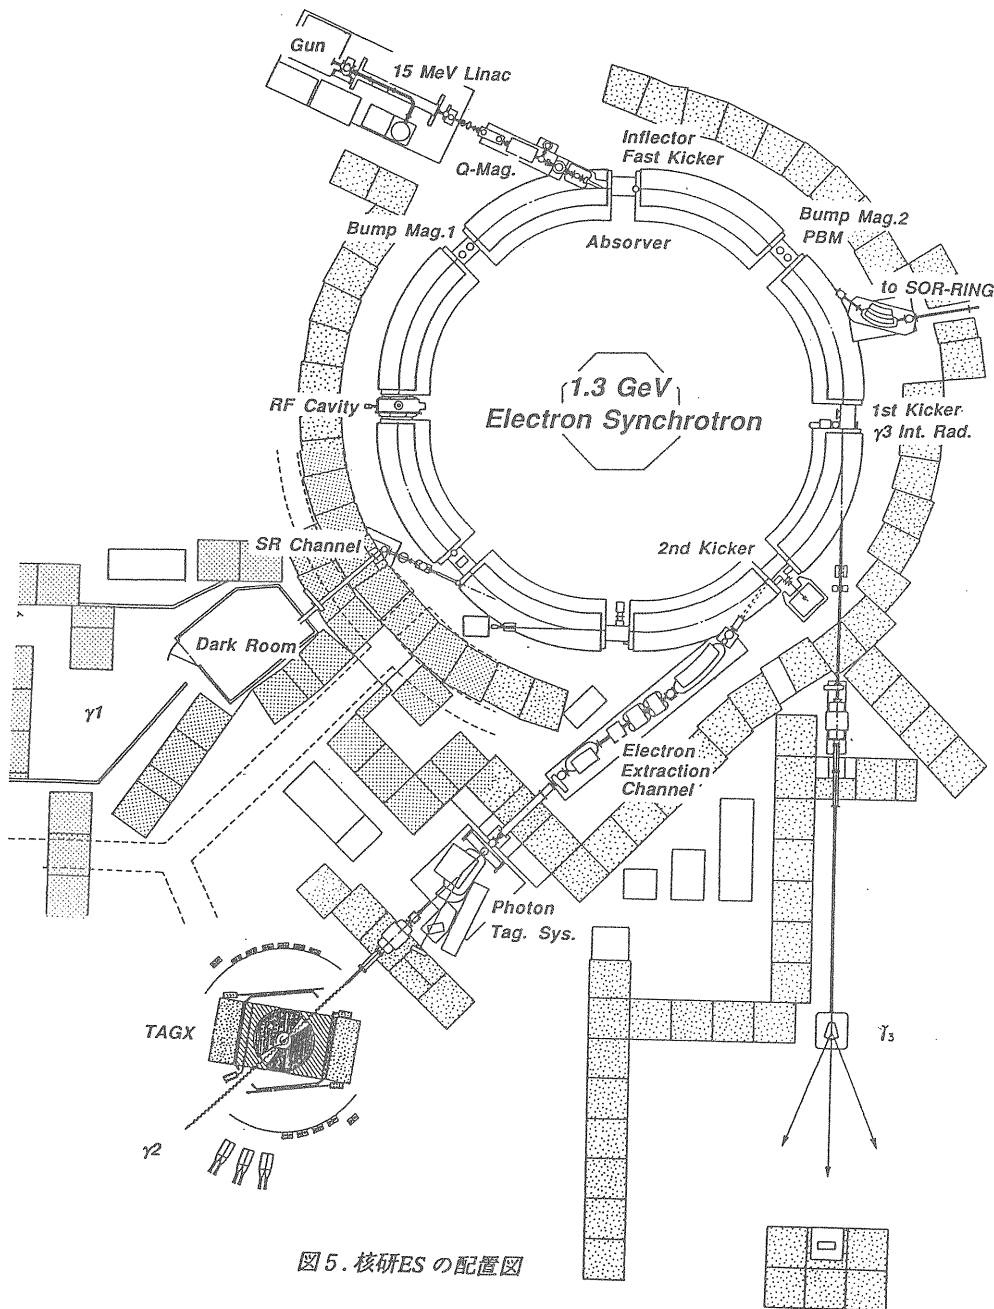 Gun
15 MeV Linac
Q-Mag.
Inflector
Fast Kicker
Bump Mag.1
Absorver
Bump Mag.2
PBM
to SOR-RING
1.3 GeV
Electron Synchrotron
RF Cavity
1st Kicker
γ3 Int. Rad.
SR Channel
2nd Kicker
Dark Room
γ1
Electron
Extraction
Channel
Photon
Tag. Sys.
TAGX
γ3
γ2
図5.核研ES の配置図